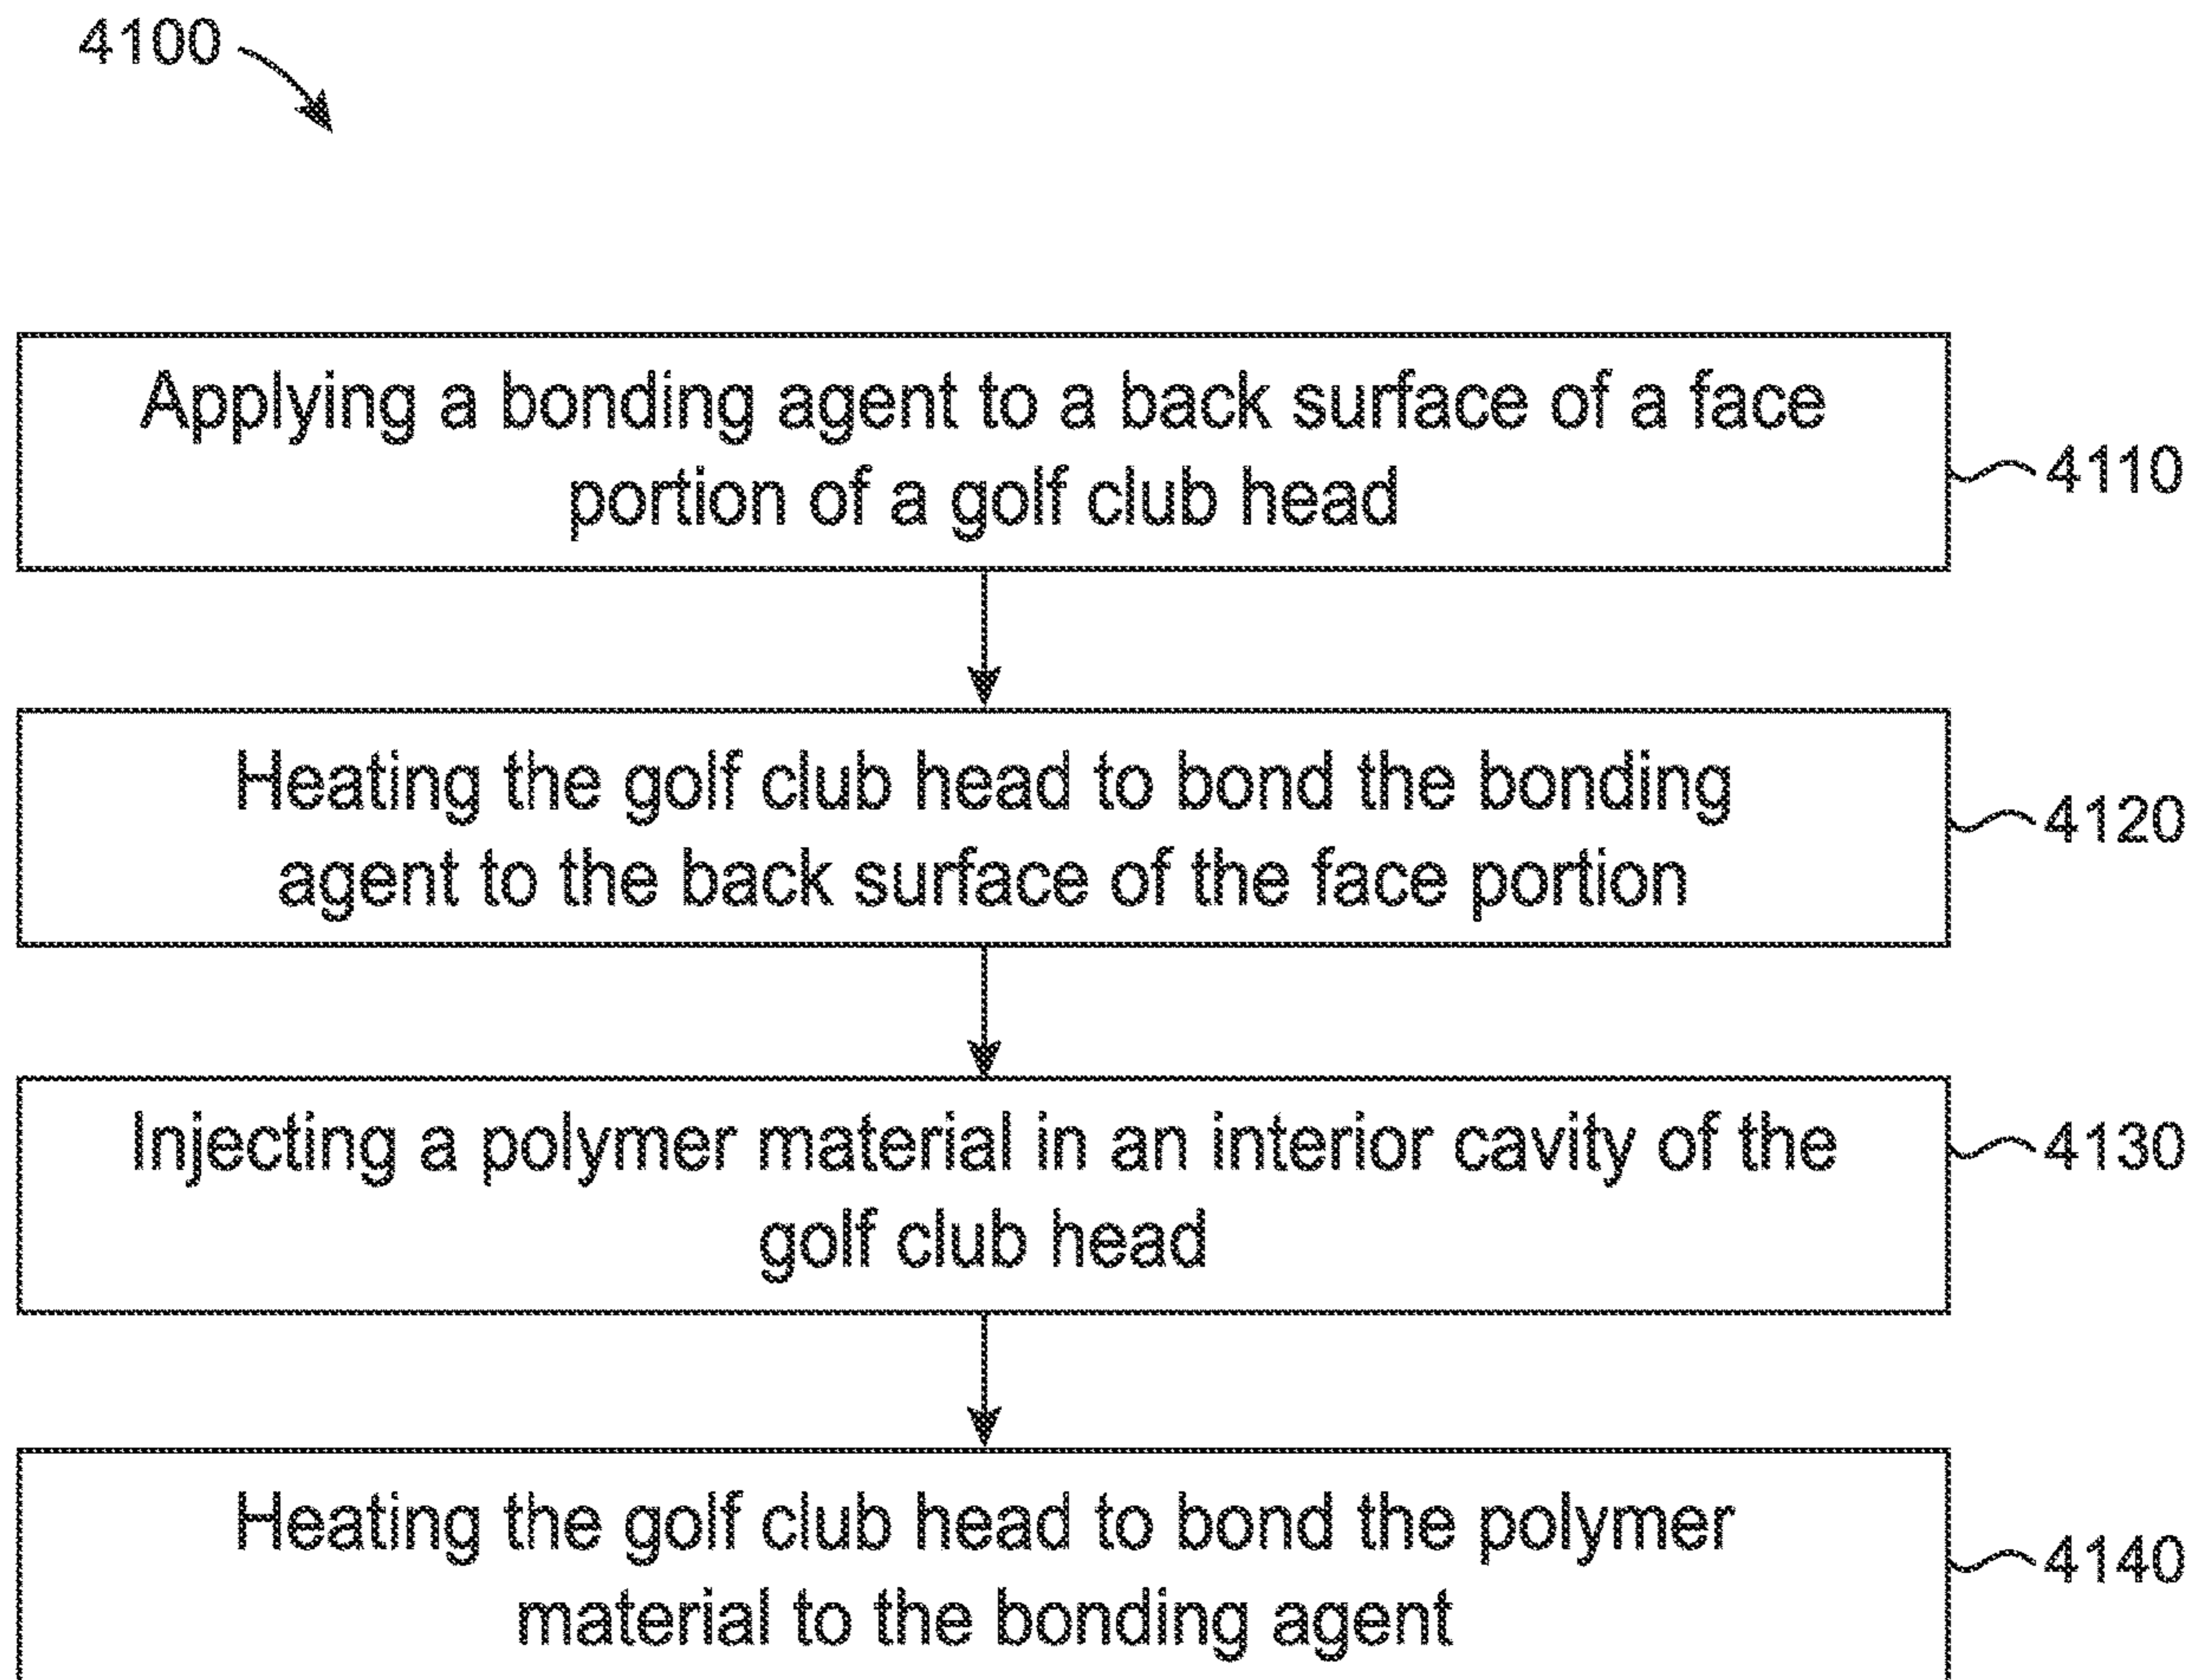 4100
Applying a bonding agent to a back surface of a face
portion of a golf club head
4110
Heating the golf club head to bond the bonding
agent to the back surface of the face portion
4120
Injecting a polymer material in an interior cavity of the
golf club head
4130
Heating the golf club head to bond the polymer
material to the bonding agent
4140